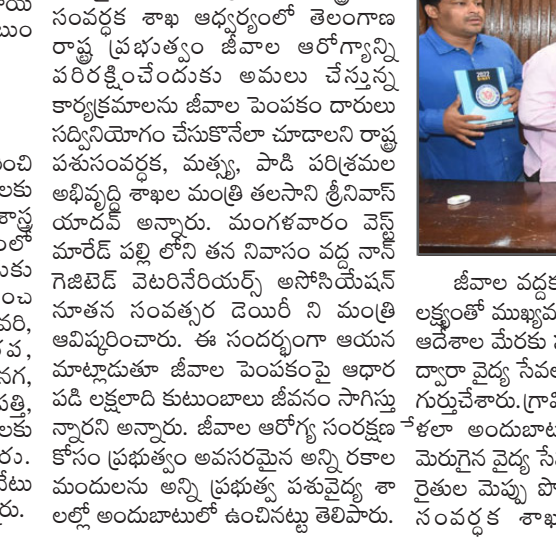 సంవర్ధక శాఖ ఆధ్వర్యంలో తెలంగాణ
రాష్ట్ర ప్రభుత్వం జీవాల ఆరోగ్యాన్ని
పరిరక్షించేందుకు అమలు చేస్తున్న
కార్యక్రమాలను జీవాల పెంపకం దారులు
సద్వినియోగం చేసుకొనేలా చూడాలని రాష్ట్ర
పశుసంవర్ధక, మత్స్య, పాడి పరిశ్రమల
అభివృద్ధి శాఖల మంత్రి తలసాని శ్రీనివాస్
యాదవ్ అన్నారు. మంగళవారం వెస్ట్
మారేడ్ పల్లి లోని తన నివాసం వద్ద నాన్
గెజిటెడ్ వెటరినేరియర్స్ అసోసియేషన్
నూతన సంవత్సర డెయిరీ ని మంత్రి
ఆవిష్కరించారు. ఈ సందర్భంగా ఆయన
మాట్లాడుతూ జీవాల పెంపకంపై ఆధార
పడి లక్షలాది కుటుంబాలు జీవనం సాగిస్తు
న్నారని అన్నారు. జీవాల ఆరోగ్య సంరక్షణ
కోసం ప్రభుత్వం అవసరమైన అన్ని రకాల
మందులను అన్ని ప్రభుత్వ పశువైద్య శా
లల్లో అందుబాటులో ఉంచినట్టు తెలిపారు.
2022
జీవాల వద్దక
లక్ష్యంతో ముఖ్యమ
ఆదేశాల మేరకు
ద్వారా వైద్య సేవల
గుర్తుచేశారు.గ్రామీ
ేళలా అందుబాట
మెరుగైన వైద్య సే
రైతుల మెప్పు పొ
సంవర్ధక శాఖ